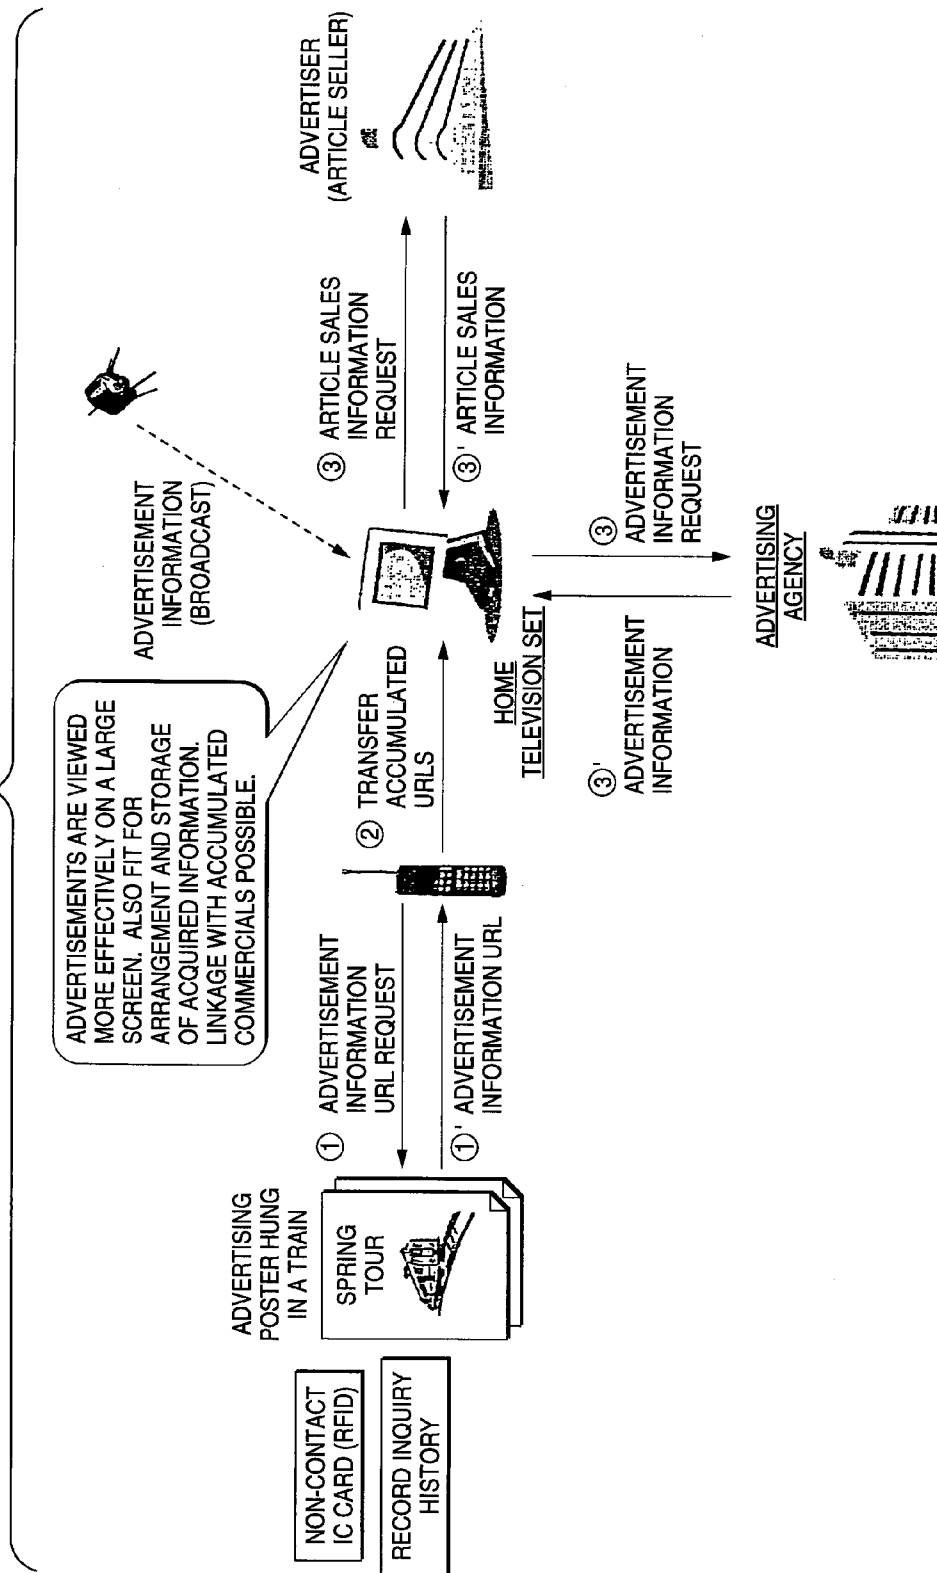 NON-CONTACT
IC CARD (RFID)
RECORD INQUIRY
HISTORY
ADVERTISING
POSTER HUNG
IN A TRAIN
SPRING
TOUR
① ADVERTISEMENT
INFORMATION
URL REQUEST
①' ADVERTISEMENT
INFORMATION URL
ADVERTISEMENTS ARE VIEWED
MORE EFFECTIVELY ON A LARGE
SCREEN. ALSO FIT FOR
ARRANGEMENT AND STORAGE
OF ACQUIRED INFORMATION.
LINKAGE WITH ACCUMULATED
COMMERCIALS POSSIBLE.
② TRANSFER
ACCUMULATED
URLS
HOME
TELEVISION SET
ADVERTISEMENT
INFORMATION
(BROADCAST)
③ ARTICLE SALES
INFORMATION
REQUEST
③' ARTICLE SALES
INFORMATION
ADVERTISER
(ARTICLE SELLER)
③' ADVERTISEMENT
INFORMATION
③ ADVERTISEMENT
INFORMATION
REQUEST
ADVERTISING
AGENCY